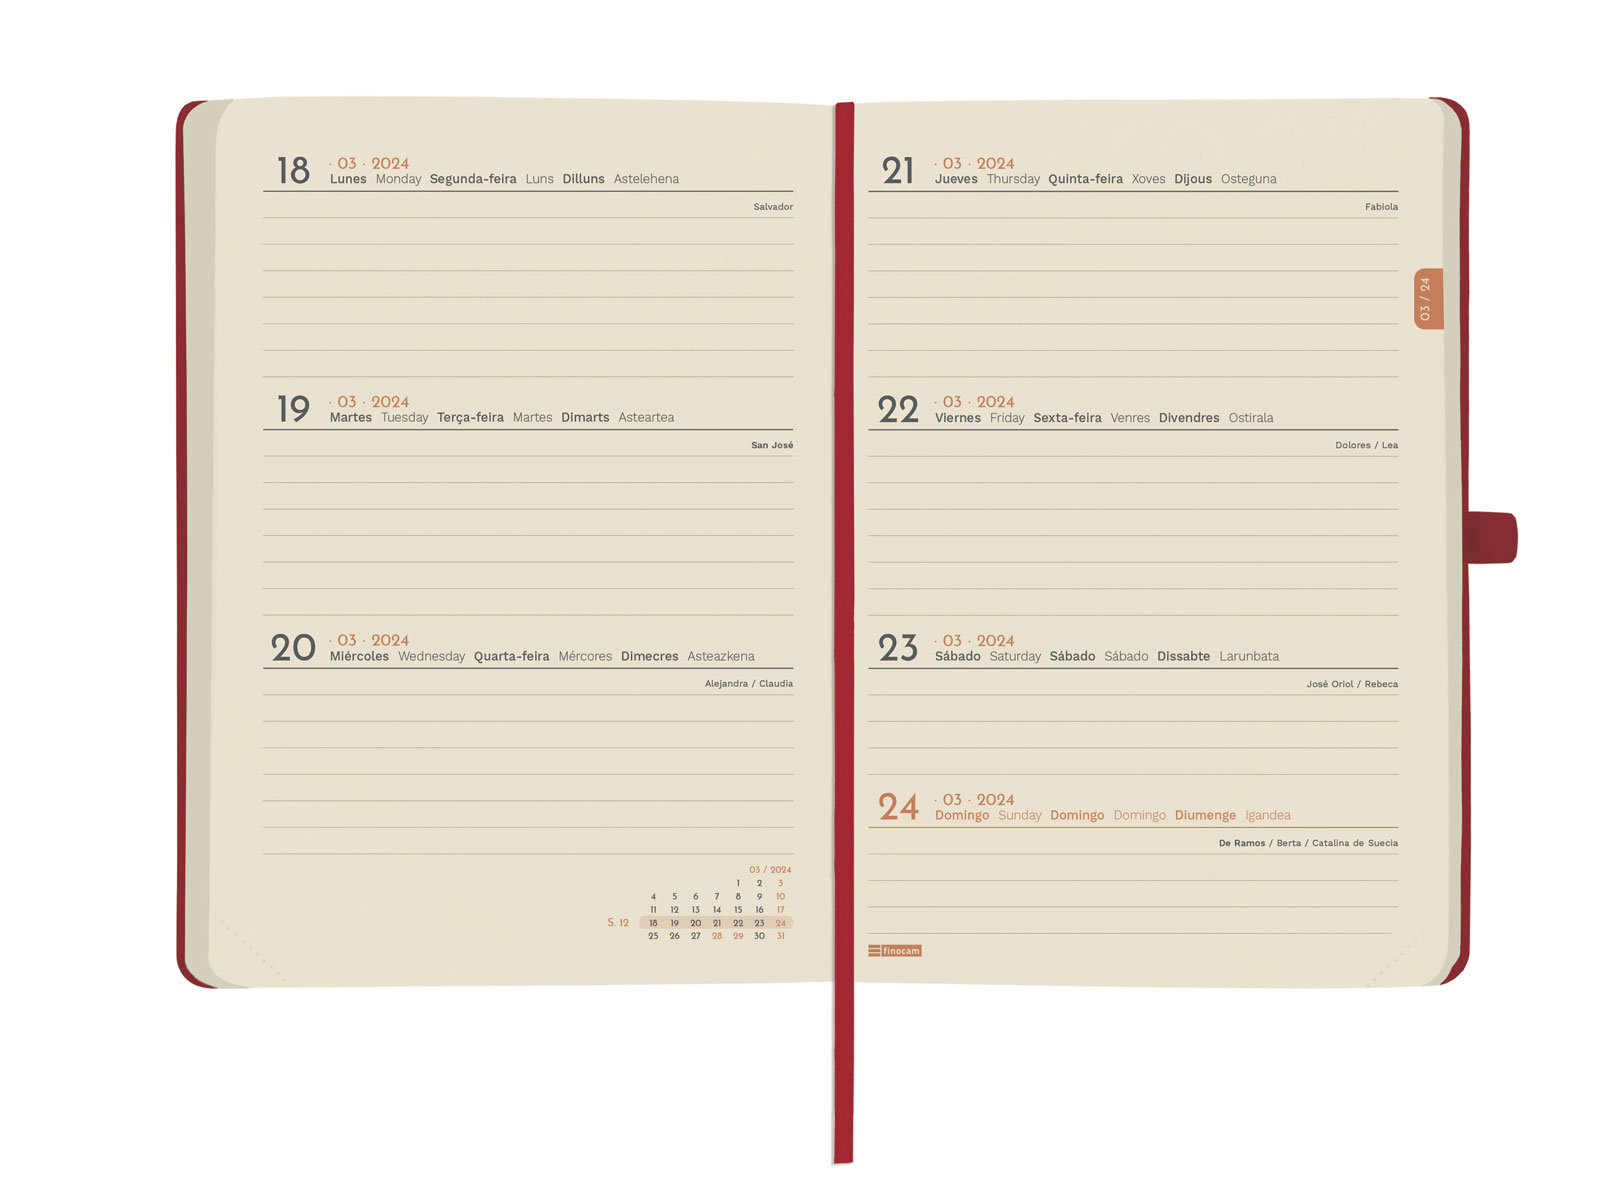 18 · 03 · 2024
Lunes Monday Segunda-feira Luns Dilluns Astelehena
Salvador
19 · 03 · 2024
Martes Tuesday Terça-feira Martes Dimarts Asteartea
San José
20 · 03 · 2024
Miércoles Wednesday Quarta-feira Mércores Dimecres Asteazkena
Alejandra / Claudia
03 / 2024
1 2 3
4 5 6 7 8 9 10
11 12 13 14 15 16 17
S. 12 18 19 20 21 22 23 24
25 26 27 28 29 30 31
21 · 03 · 2024
Jueves Thursday Quinta-feira Xoves Dijous Osteguna
Fabiola
03 / 24
22 · 03 · 2024
Viernes Friday Sexta-feira Venres Divendres Ostirala
Dolores / Lea
23 · 03 · 2024
Sábado Saturday Sábado Sábado Dissabte Larunbata
José Oriol / Rebeca
24 · 03 · 2024
Domingo Sunday Domingo Domingo Diumenge Igandea
De Ramos / Berta / Catalina de Suecia
finocam